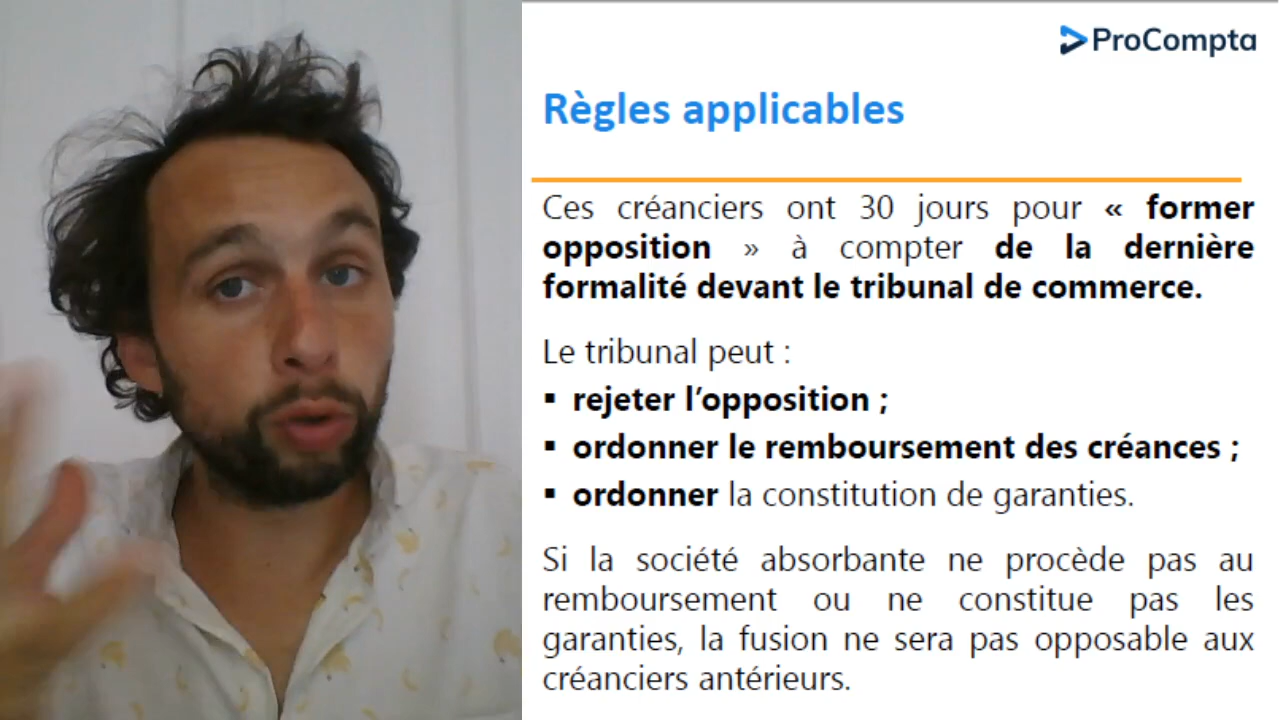 ProCompta
Règles applicables
Ces créanciers ont 30 jours pour « former
opposition » à compter de la dernière
formalité devant le tribunal de commerce.
Le tribunal peut :
▪ rejeter l’opposition ;
▪ ordonner le remboursement des créances ;
▪ ordonner la constitution de garanties.
Si la société absorbante ne procède pas au
remboursement ou ne constitue pas les
garanties, la fusion ne sera pas opposable aux
créanciers antérieurs.